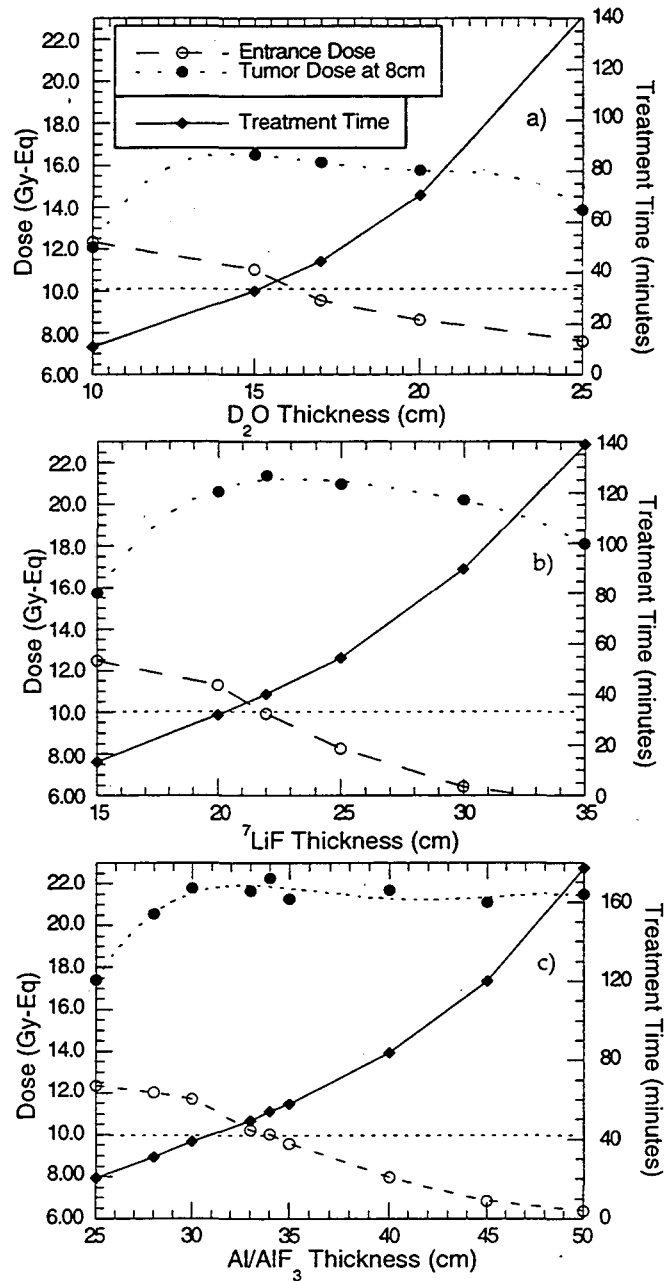 22.0
20.0
18.0
16.0
14.0
12.0
10.0
8.00
6.00
Dose (Gy-Eq)
Entrance Dose
Tumor Dose at 8cm
Treatment Time
a)
140
120
100
80
60
40
20
0
Treatment Time (minutes)
10 15 20 25
D2O Thickness (cm)
22.0
20.0
18.0
16.0
14.0
12.0
10.0
8.00
6.00
Dose (Gy-Eq)
b)
140
120
100
80
60
40
20
0
Treatment Time (minutes)
15 20 25 30 35
7LiF Thickness (cm)
22.0
20.0
18.0
16.0
14.0
12.0
10.0
8.00
6.00
Dose (Gy-Eq)
c)
160
120
80
40
0
Treatment Time (minutes)
25 30 35 40 45 50
Al/AlF3 Thickness (cm)